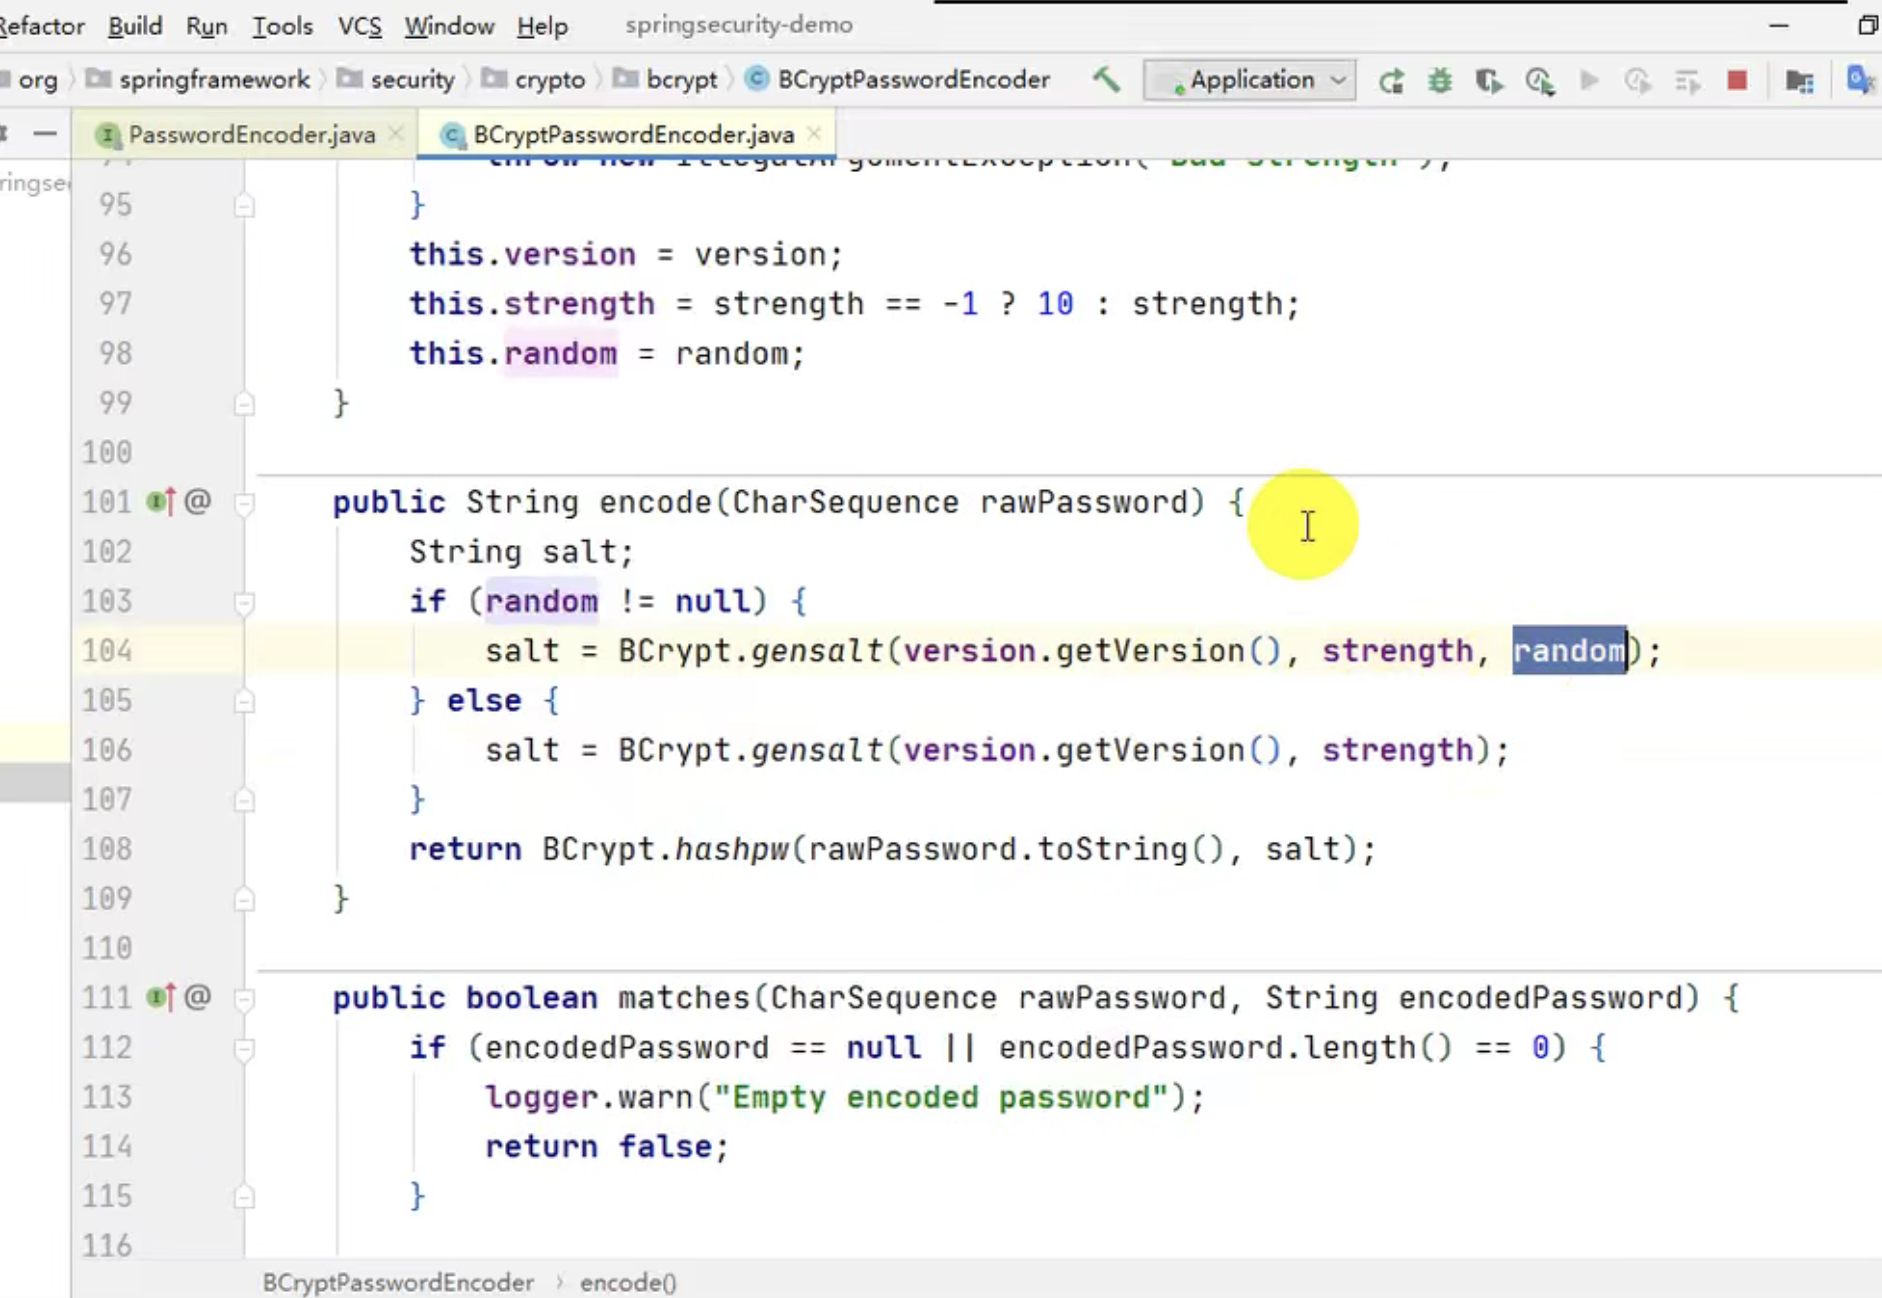 Refactor Build Run Tools VCS Window Help springsecurity-demo
org springframework security crypto bcrypt BCryptPasswordEncoder Application
PasswordEncoder.java BCryptPasswordEncoder.java
throw new IllegalArgumentException("Bad strength");
95 }
96 this.version = version;
97 this.strength = strength == -1 ? 10 : strength;
98 this.random = random;
99 }
100
101 @ public String encode(CharSequence rawPassword) {
102 String salt;
103 if (random != null) {
104 salt = BCrypt.gensalt(version.getVersion(), strength, random);
105 } else {
106 salt = BCrypt.gensalt(version.getVersion(), strength);
107 }
108 return BCrypt.hashpw(rawPassword.toString(), salt);
109 }
110
111 @ public boolean matches(CharSequence rawPassword, String encodedPassword) {
112 if (encodedPassword == null || encodedPassword.length() == 0) {
113 logger.warn("Empty encoded password");
114 return false;
115 }
116
BCryptPasswordEncoder › encode()